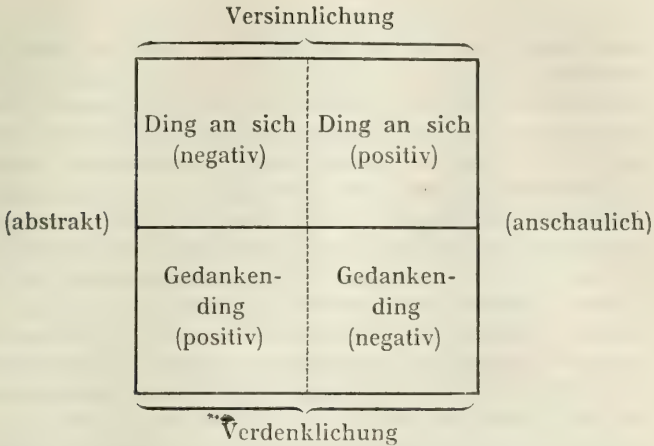 Versinnlichung
Ding an sich Ding an sich
(negativ) (positiv)
(abstrakt) (anschaulich)
Gedanken- Gedanken-
ding ding
(positiv) (negativ)
Verdenklichung